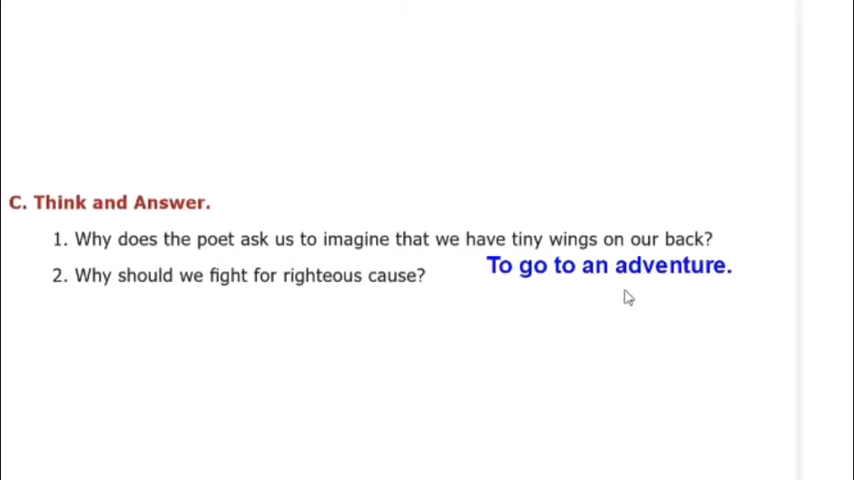 C. Think and Answer.
1. Why does the poet ask us to imagine that we have tiny wings on our back?
To go to an adventure.
2. Why should we fight for righteous cause?